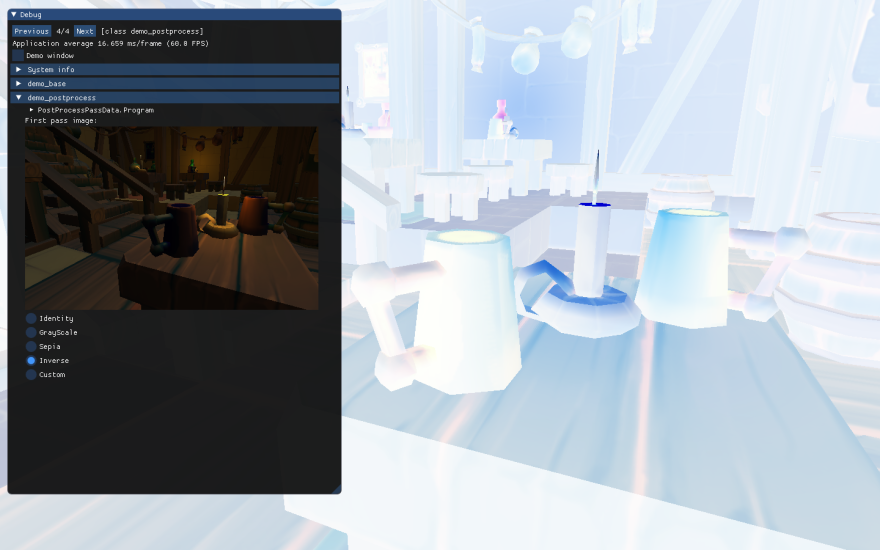 Debug
Previous 4/4 Next [class demo_postprocess]
Application average 16.659 ms/frame (60.0 FPS)
Demo window
System info
demo_base
demo_postprocess
PostProcessPassData.Program
First pass image:
Identity
GrayScale
Sepia
Inverse
Custom